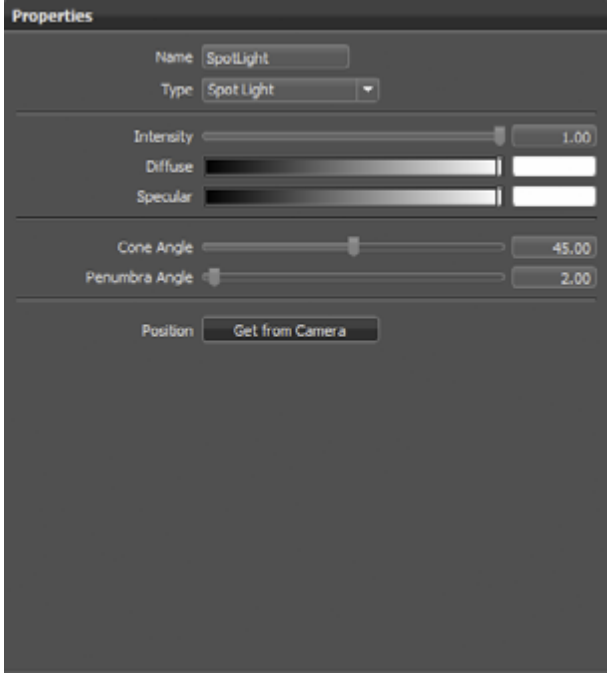 Properties
Name SpotLight
Type Spot Light
Intensity 1.00
Diffuse
Specular
Cone Angle 45.00
Penumbra Angle 2.00
Position Get from Camera